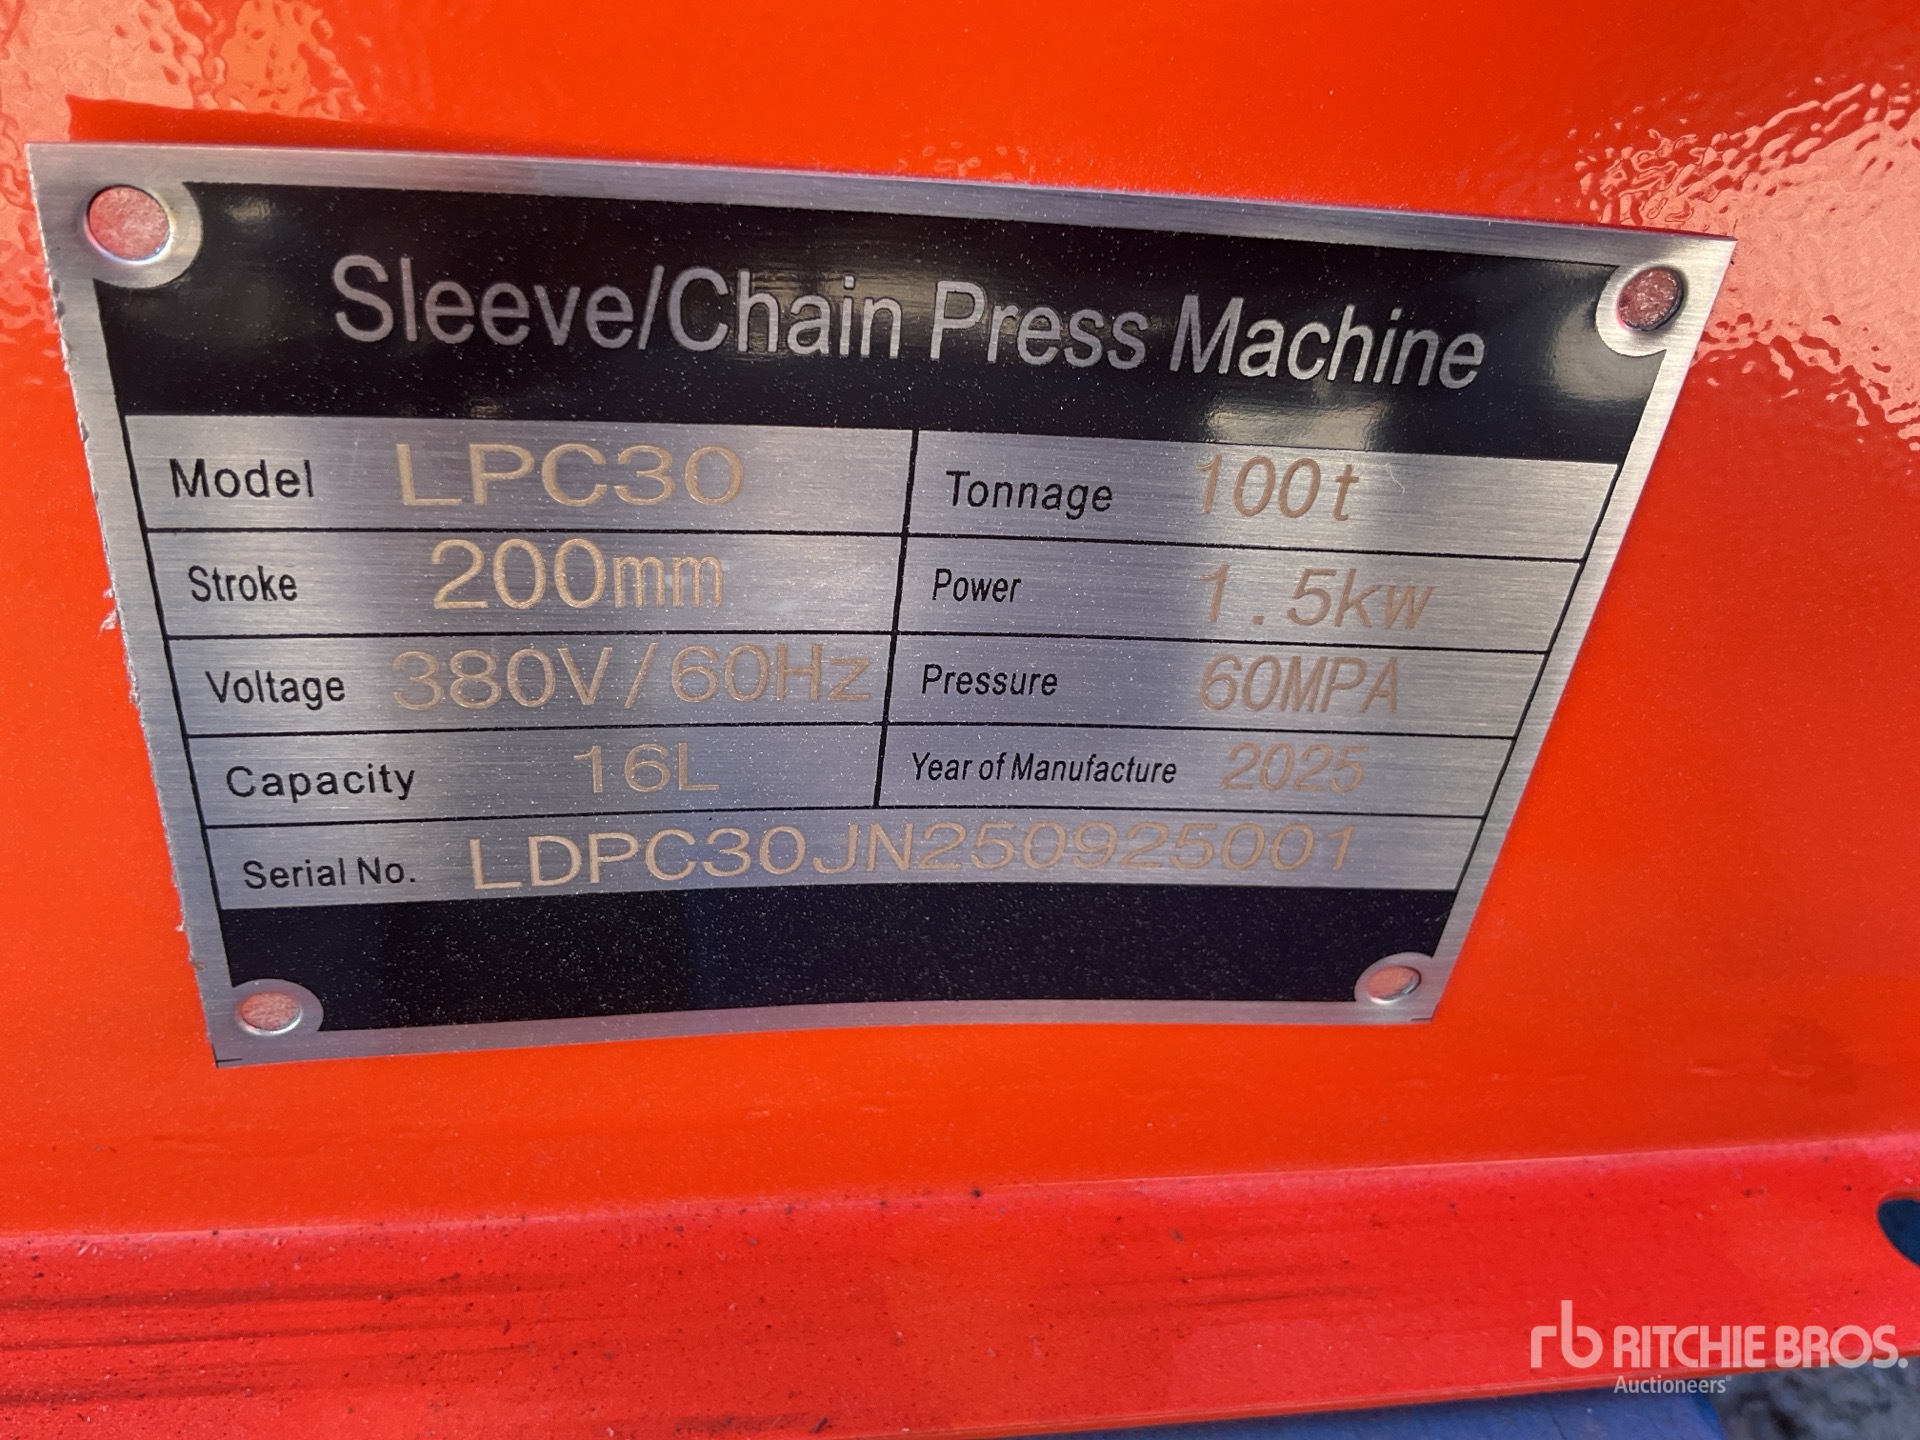 Sleeve/Chain Press Machine
Model LPC30 Tonnage 100t
Stroke 200mm Power 1.5kw
Voltage 380V/60Hz Pressure 60MPA
Capacity 16L Year of Manufacture 2025
Serial No. LDPC30JN250925001
rb RITCHIE BROS.
Auctioneers